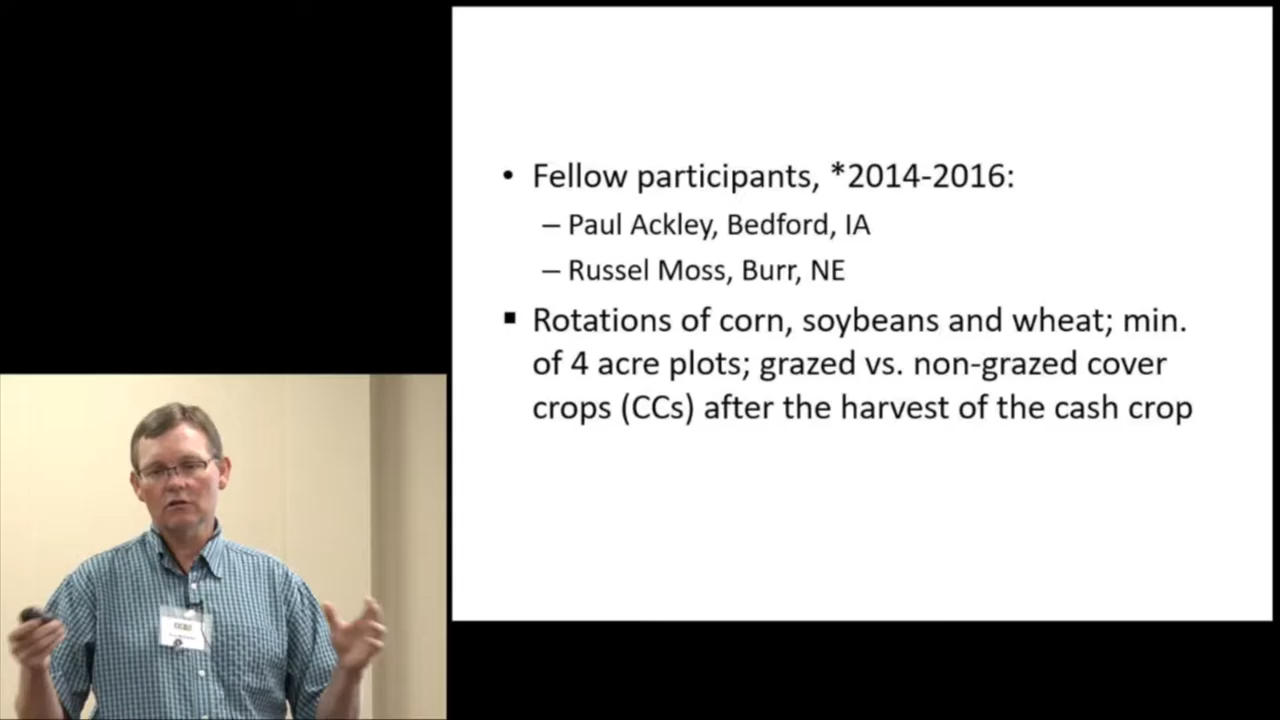 • Fellow participants, *2014-2016:
– Paul Ackley, Bedford, IA
– Russel Moss, Burr, NE
▪ Rotations of corn, soybeans and wheat; min.
of 4 acre plots; grazed vs. non-grazed cover
crops (CCs) after the harvest of the cash crop